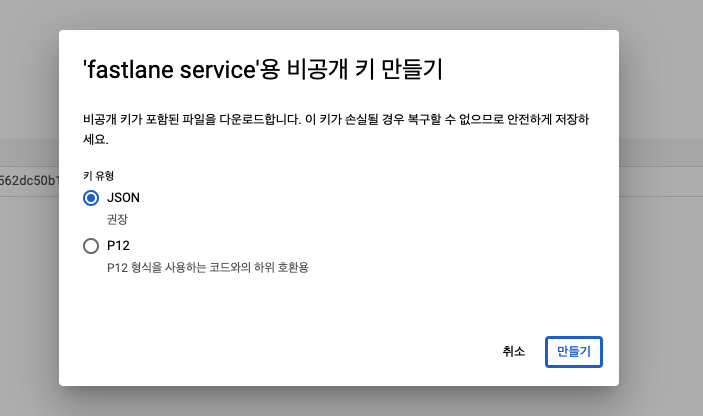 'fastlane service'용 비공개 키 만들기
비공개 키가 포함된 파일을 다운로드합니다. 이 키가 손실될 경우 복구할 수 없으므로 안전하게 저장하
세요.
키 유형
562dc50b1
JSON
권장
P12
P12 형식을 사용하는 코드와의 하위 호환용
취소
만들기